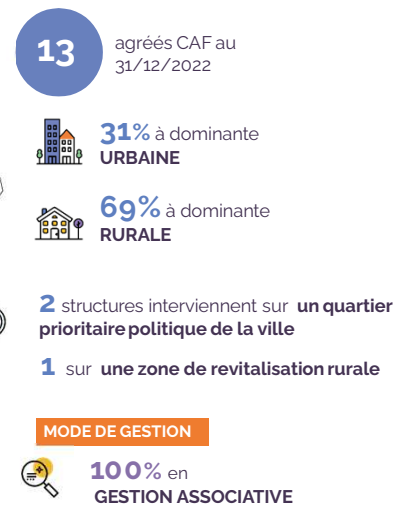 13 agréés CAF au
31/12/2022
31% à dominante
URBAINE
69% à dominante
RURALE
2 structures interviennent sur un quartier
prioritaire politique de la ville
1 sur une zone de revitalisation rurale
MODE DE GESTION
100% en
GESTION ASSOCIATIVE